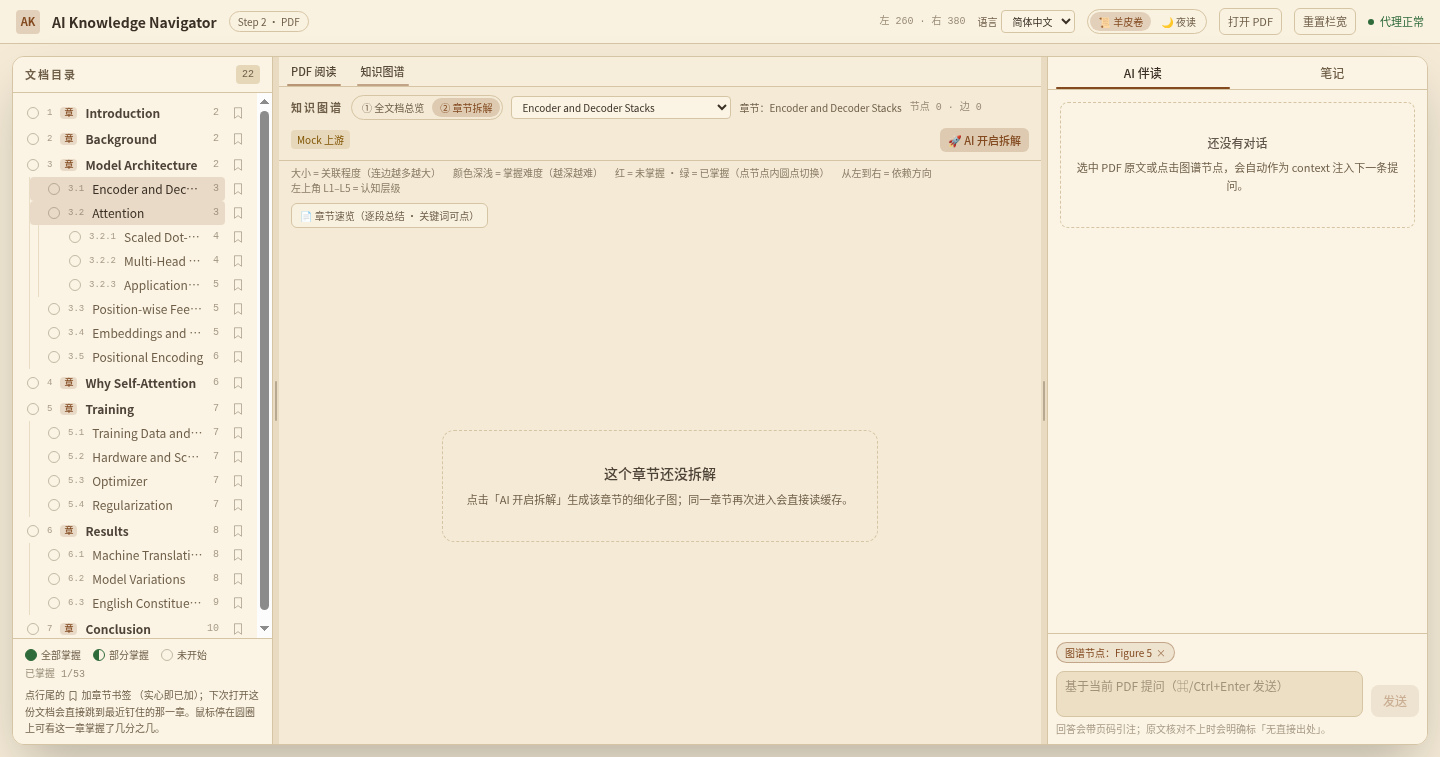 AK AI Knowledge Navigator Step 2 · PDF 左 260 · 右 380 语言 简体中文 📜 羊皮卷 🌙 夜读 打开 PDF 重置栏宽 ● 代理正常
文档目录 22
1 章 Introduction 2
2 章 Background 2
3 章 Model Architecture 2
3.1 Encoder and Dec··· 3
3.2 Attention 3
3.2.1 Scaled Dot-··· 4
3.2.2 Multi-Head ··· 4
3.2.3 Application··· 5
3.3 Position-wise Fee··· 5
3.4 Embeddings and ··· 5
3.5 Positional Encoding 6
4 章 Why Self-Attention 6
5 章 Training 7
5.1 Training Data and··· 7
5.2 Hardware and Sc··· 7
5.3 Optimizer 7
5.4 Regularization 7
6 章 Results 8
6.1 Machine Translati··· 8
6.2 Model Variations 8
6.3 English Constitue··· 9
7 章 Conclusion 10
全部掌握 部分掌握 未开始
已掌握 1/53
点行尾的 口 加章节书签 (实心即已加); 下次打开这
份文档会直接跳到最近钉住的那一章。鼠标停在圆圈
上可看这一章掌握了几分之几。
PDF 阅读 知识图谱
知识图谱 ① 全文档总览 ② 章节拆解 Encoder and Decoder Stacks 章节: Encoder and Decoder Stacks 节点 0 · 边 0
Mock 上游 🚀 AI 开启拆解
大小 = 关联程度（连边越多越大） 颜色深浅 = 掌握难度（越深越难） 红 = 未掌握 · 绿 = 已掌握（点节点内圆点切换） 从左到右 = 依赖方向
左上角 L1–L5 = 认知层级
📄 章节速览（逐段总结 · 关键词可点）
这个章节还没拆解
点击「AI 开启拆解」生成该章节的细化子图；同一章节再次进入会直接读缓存。
AI 伴读 笔记
还没有对话
选中 PDF 原文或点击图谱节点，会自动作为 context 注入下一条提
问。
图谱节点: Figure 5 ×
基于当前 PDF 提问（⌘/Ctrl+Enter 发送） 发送
回答会带页码引注；原文核对不上时会明确标「无直接出处」。